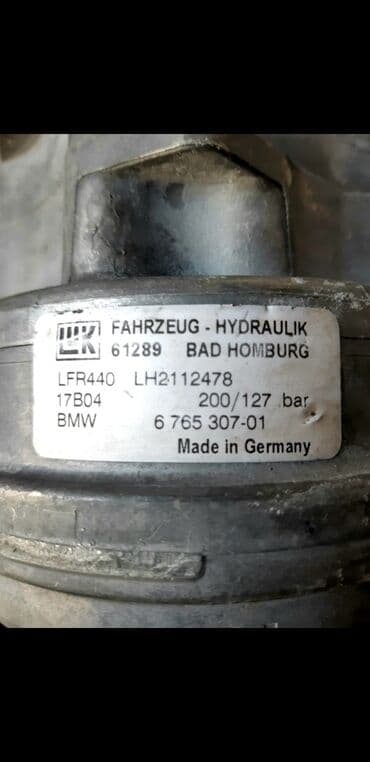 LUK FAHRZEUG - HYDRAULIK
61289 BAD HOMBURG
LFR440 LH2112478
17B04 200/127 bar
BMW 6 765 307-01
Made in Germany